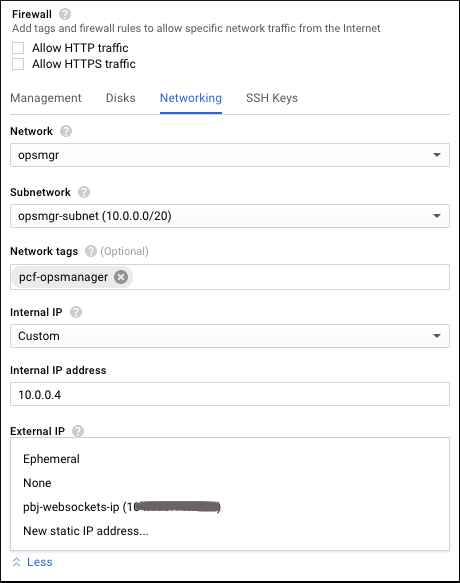 Firewall
Add tags and firewall rules to allow specific network traffic from the Internet
Allow HTTP traffic
Allow HTTPS traffic
Management Disks Networking SSH Keys
Network
opsmgr
Subnetwork
opsmgr-subnet (10.0.0.0/20)
Network tags (Optional)
pcf-opsmanager
Internal IP
Custom
Internal IP address
10.0.0.4
External IP
Ephemeral
None
pbj-websockets-ip (10
New static IP address...
Less